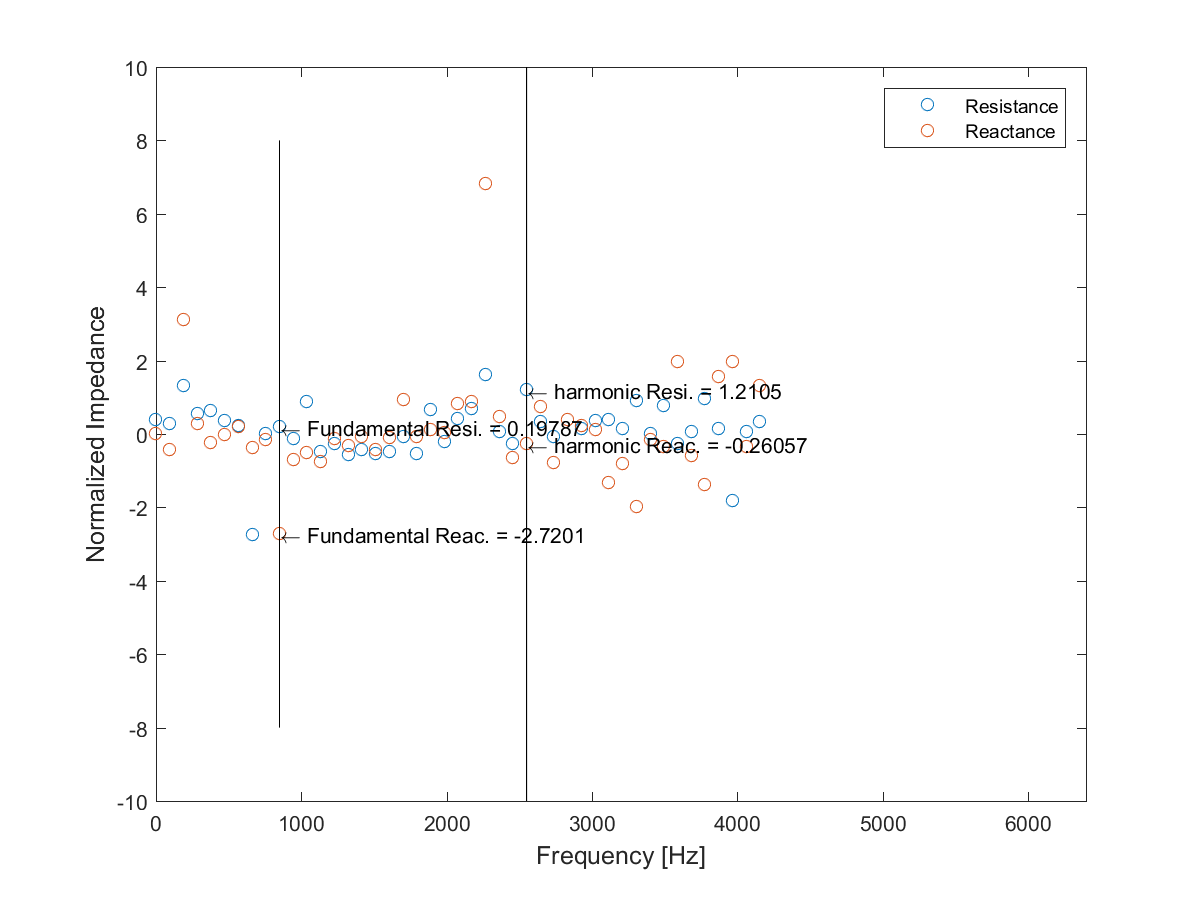 10
8
6
4
2
0
-2
-4
-6
-8
-10
Normalized Impedance
Resistance
Reactance
← harmonic Resi. = 1.2105
← Fundamental Resi. = 0.19787
← harmonic Reac. = -0.26057
← Fundamental Reac. = -2.7201
0 1000 2000 3000 4000 5000 6000
Frequency [Hz]